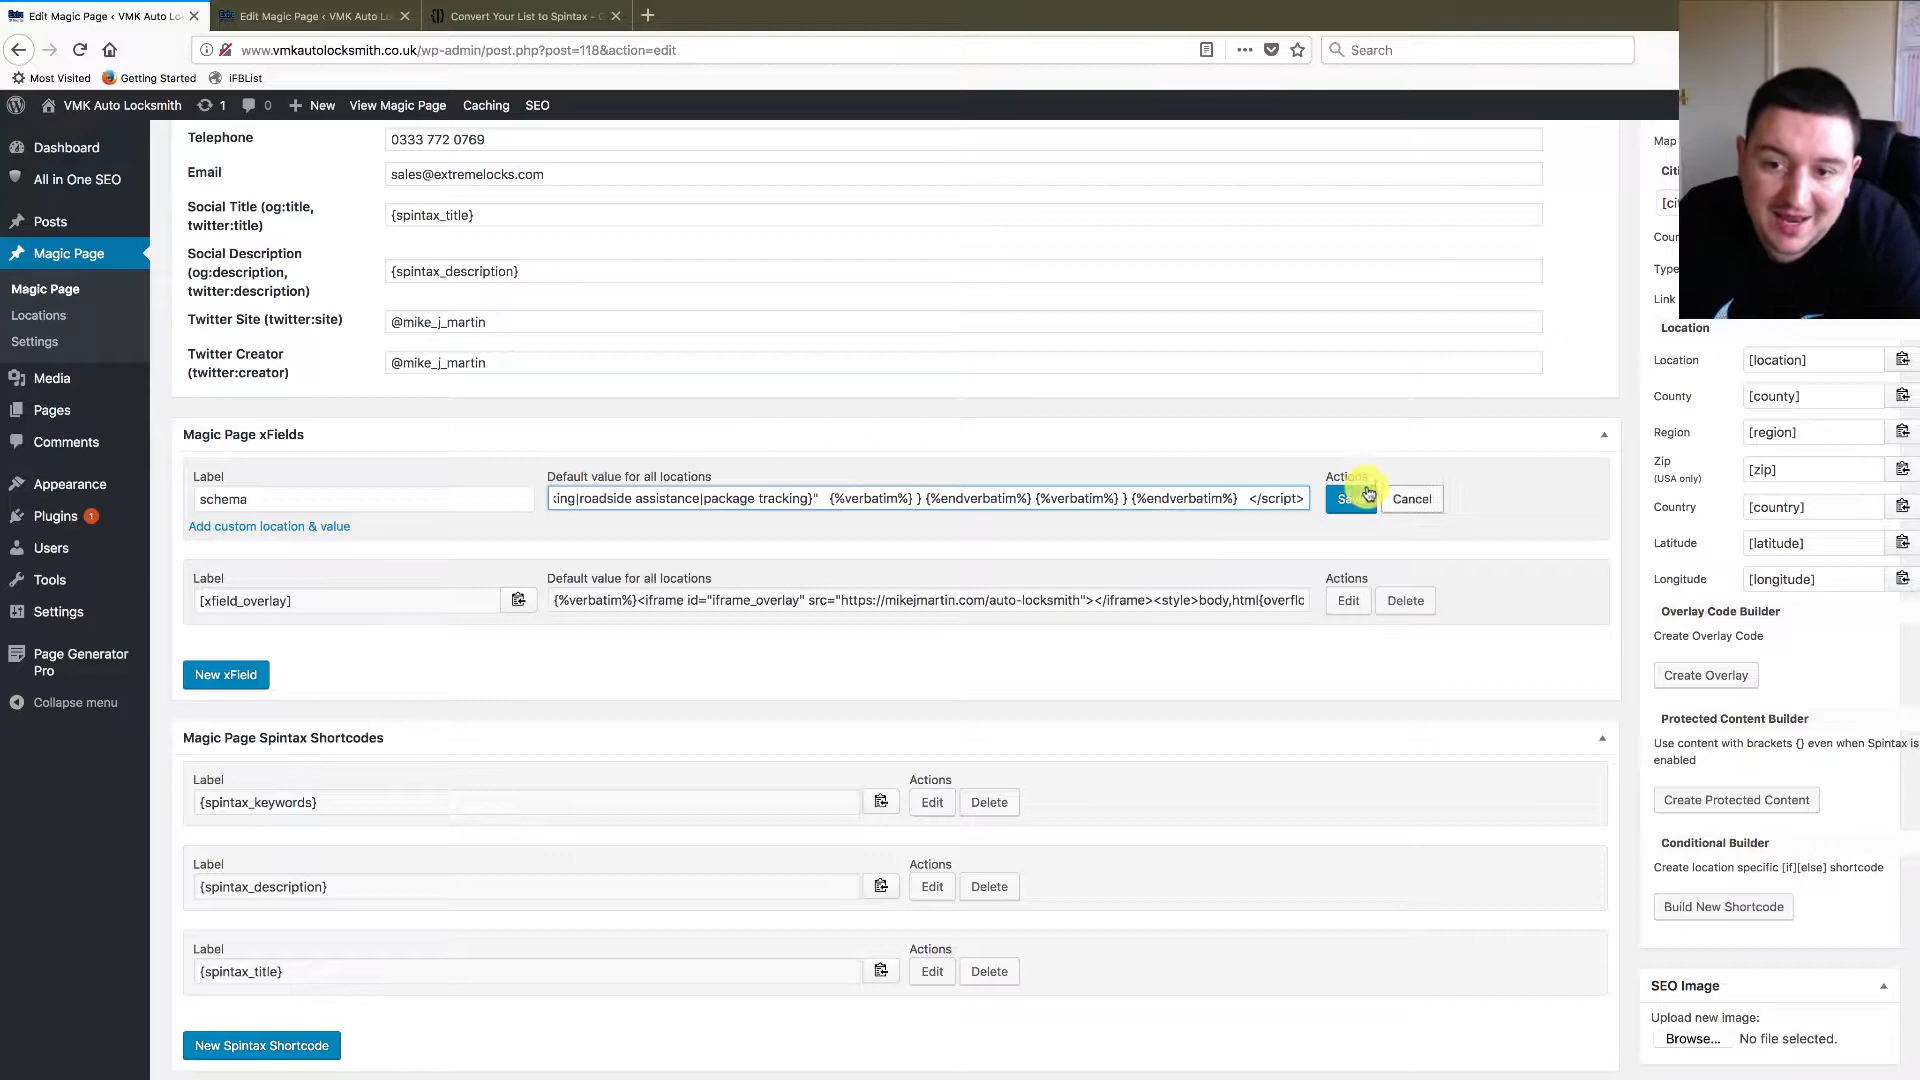 Edit Magic Page ‹ VMK Auto Lo
Edit Magic Page ‹ VMK Auto L
Convert Your List to Spintax -
www.vmkautolocksmith.co.uk/wp-admin/post.php?post=118&action=edit
Search
Most Visited
Getting Started
iFBList
VMK Auto Locksmith
1
0
New
View Magic Page
Caching
SEO
Dashboard
All in One SEO
Posts
Magic Page
Magic Page
Locations
Settings
Media
Pages
Comments
Appearance
Plugins 1
Users
Tools
Settings
Page Generator
Pro
Collapse menu
Telephone
0333 772 0769
Email
sales@extremelocks.com
Social Title (og:title,
twitter:title)
{spintax_title}
Social Description
(og:description,
twitter:description)
{spintax_description}
Twitter Site (twitter:site)
@mike_j_martin
Twitter Creator
(twitter:creator)
@mike_j_martin
Magic Page xFields
Label
Default value for all locations
Actions
schema
king|roadside assistance|package tracking}" {%verbatim%} } {%endverbatim%} {%verbatim%} } {%endverbatim%} </script>
Cancel
Add custom location & value
Label
Default value for all locations
Actions
[xfield_overlay]
{%verbatim%}<iframe id="iframe_overlay" src="https://mikejmartin.com/auto-locksmith"></iframe><style>body,html{overflo
Edit
Delete
New xField
Magic Page Spintax Shortcodes
Label
Actions
{spintax_keywords}
Edit
Delete
Label
Actions
{spintax_description}
Edit
Delete
Label
Actions
{spintax_title}
Edit
Delete
New Spintax Shortcode
Map
Citi
[cit
Cour
Type
Link
Location
Location
[location]
County
[county]
Region
[region]
Zip
(USA only)
[zip]
Country
[country]
Latitude
[latitude]
Longitude
[longitude]
Overlay Code Builder
Create Overlay Code
Create Overlay
Protected Content Builder
Use content with brackets {} even when Spintax is
enabled
Create Protected Content
Conditional Builder
Create location specific [if][else] shortcode
Build New Shortcode
SEO Image
Upload new image:
Browse...
No file selected.